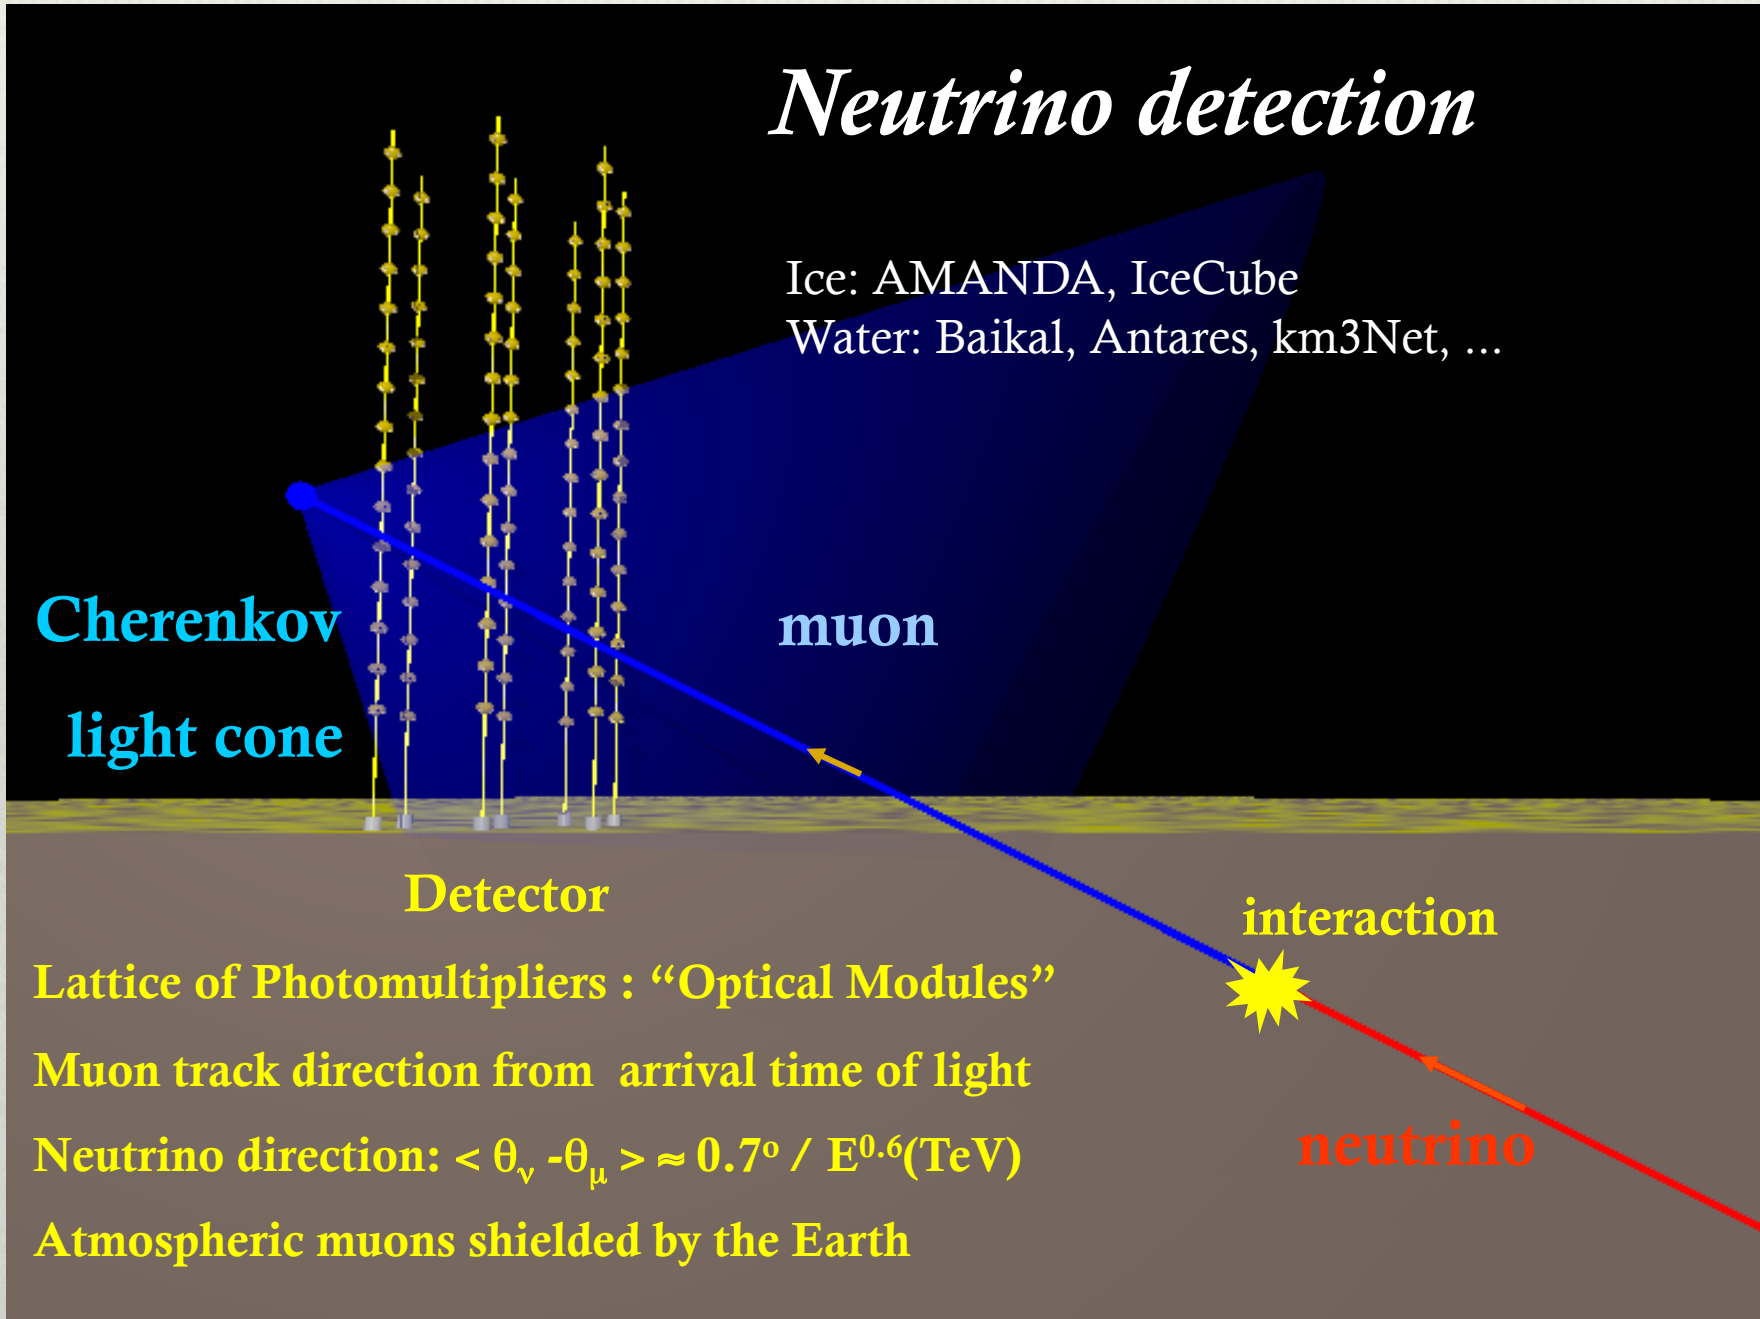 Neutrino detection
Ice: AMANDA, IceCube
Water: Baikal, Antares, km3Net, ...
Cherenkov
light cone
muon
Detector
interaction
Lattice of Photomultipliers : “Optical Modules”
Muon track direction from  arrival time of light
Neutrino direction: < θᵥ -θμ > ≈ 0.7º / E⁰·⁶(TeV)
neutrino
Atmospheric muons shielded by the Earth